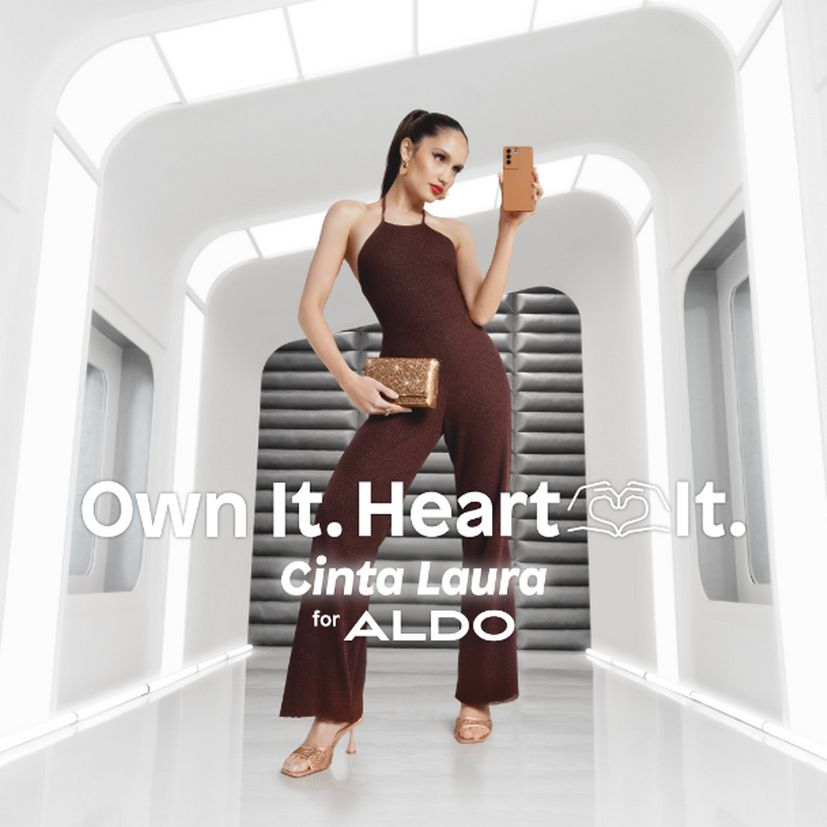 Own It. Heart It.
Cinta Laura
for ALDO